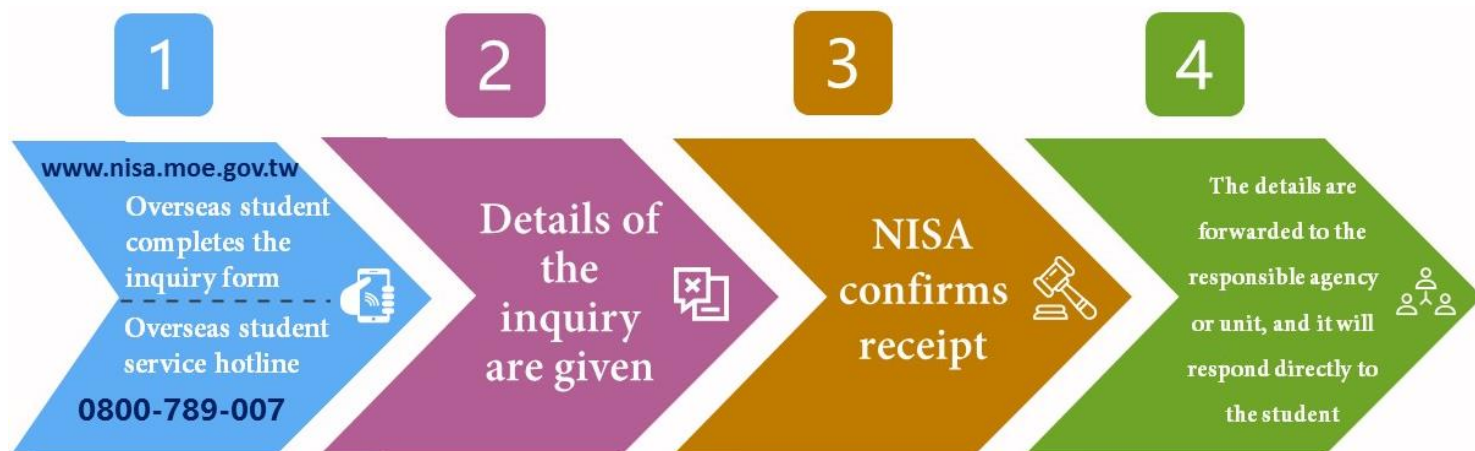 1
www.nisa.moe.gov.tw
Overseas student
completes the
inquiry form
Overseas student
service hotline
0800-789-007
2
Details of
the
inquiry
are given
3
NISA
confirms
receipt
4
The details are
forwarded to the
responsible agency
or unit, and it will
respond directly to
the student